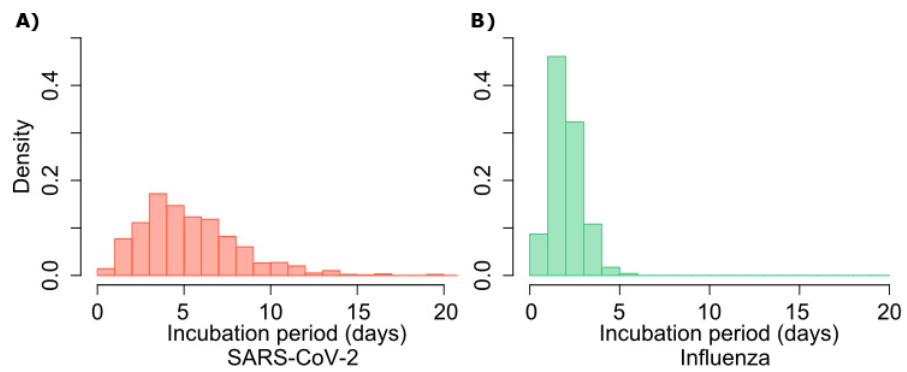 A)
Density
0.0
0.2
0.4
0 5 10 15 20
Incubation period (days)
SARS-CoV-2
B)
0.0
0.2
0.4
0 5 10 15 20
Incubation period (days)
Influenza